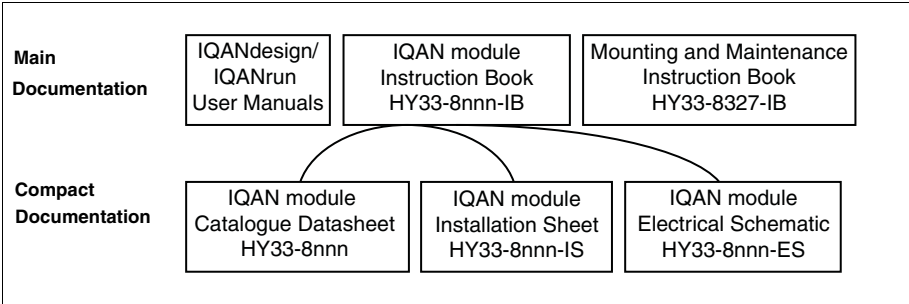 Main
Documentation
IQANdesign/
IQANrun
User Manuals
IQAN module
Instruction Book
HY33-8nnn-IB
Mounting and Maintenance
Instruction Book
HY33-8327-IB
Compact
Documentation
IQAN module
Catalogue Datasheet
HY33-8nnn
IQAN module
Installation Sheet
HY33-8nnn-IS
IQAN module
Electrical Schematic
HY33-8nnn-ES